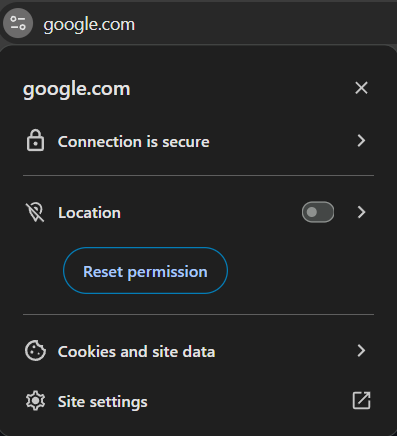 google.com
google.com
Connection is secure
Location
Reset permission
Cookies and site data
Site settings